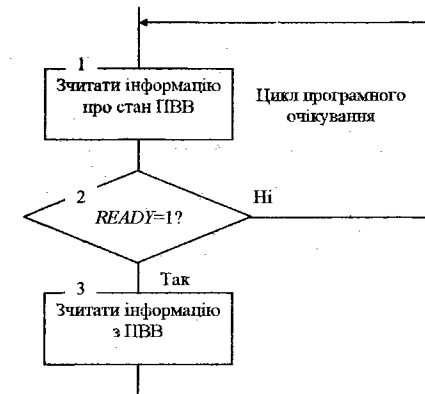 1
Зчитати інформацію
про стан ПВВ
Цикл програмного
очікування
2
READY=1?
Ні
Так
3
Зчитати інформацію
з ПВВ